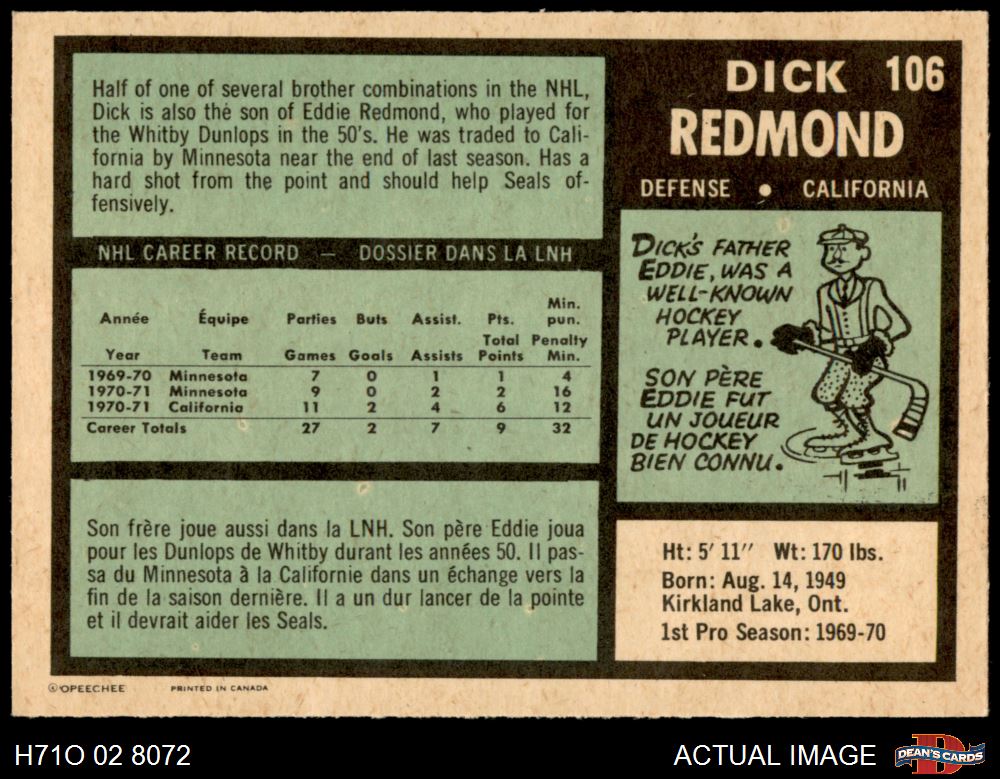 Half of one of several brother combinations in the NHL,
Dick is also the son of Eddie Redmond, who played for
the Whitby Dunlops in the 50's. He was traded to Cali-
fornia by Minnesota near the end of last season. Has a
hard shot from the point and should help Seals of-
fensively.
NHL CAREER RECORD — DOSSIER DANS LA LNH
Année Équipe Parties Buts Assist. Pts. Min. pun.
Year Team Games Goals Assists Total Points Penalty Min.
1969-70 Minnesota 7 0 1 1 4
1970-71 Minnesota 9 0 2 2 16
1970-71 California 11 2 4 6 12
Career Totals 27 2 7 9 32
Son frère joue aussi dans la LNH. Son père Eddie joua
pour les Dunlops de Whitby durant les années 50. Il pas-
sa du Minnesota à la Californie dans un échange vers la
fin de la saison dernière. Il a un dur lancer de la pointe
et il devrait aider les Seals.
DICK 106
REDMOND
DEFENSE • CALIFORNIA
DICK'S FATHER
EDDIE, WAS A
WELL-KNOWN
HOCKEY
PLAYER.
SON PÈRE
EDDIE FUT
UN JOUEUR
DE HOCKEY
BIEN CONNU.
Ht: 5' 11" Wt: 170 lbs.
Born: Aug. 14, 1949
Kirkland Lake, Ont.
1st Pro Season: 1969-70
© OPEECHEE PRINTED IN CANADA
H71O 02 8072 ACTUAL IMAGE
D
DEAN'S CARDS